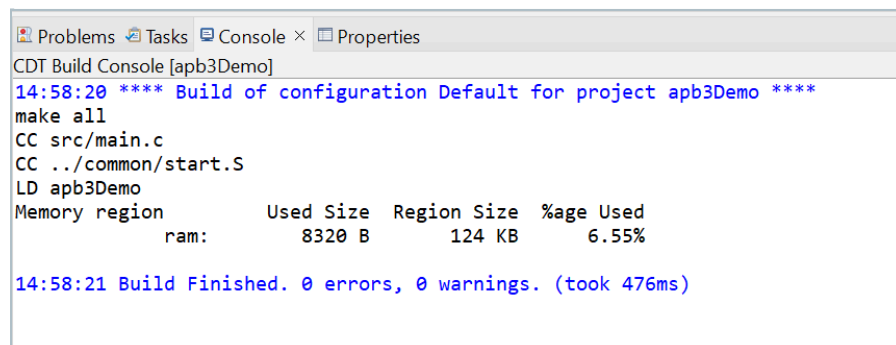 Problems Tasks Console × Properties
CDT Build Console [apb3Demo]
14:58:20 **** Build of configuration Default for project apb3Demo ****
make all
CC src/main.c
CC ../common/start.S
LD apb3Demo
Memory region         Used Size  Region Size  %age Used
             ram:        8320 B       124 KB      6.55%
14:58:21 Build Finished. 0 errors, 0 warnings. (took 476ms)